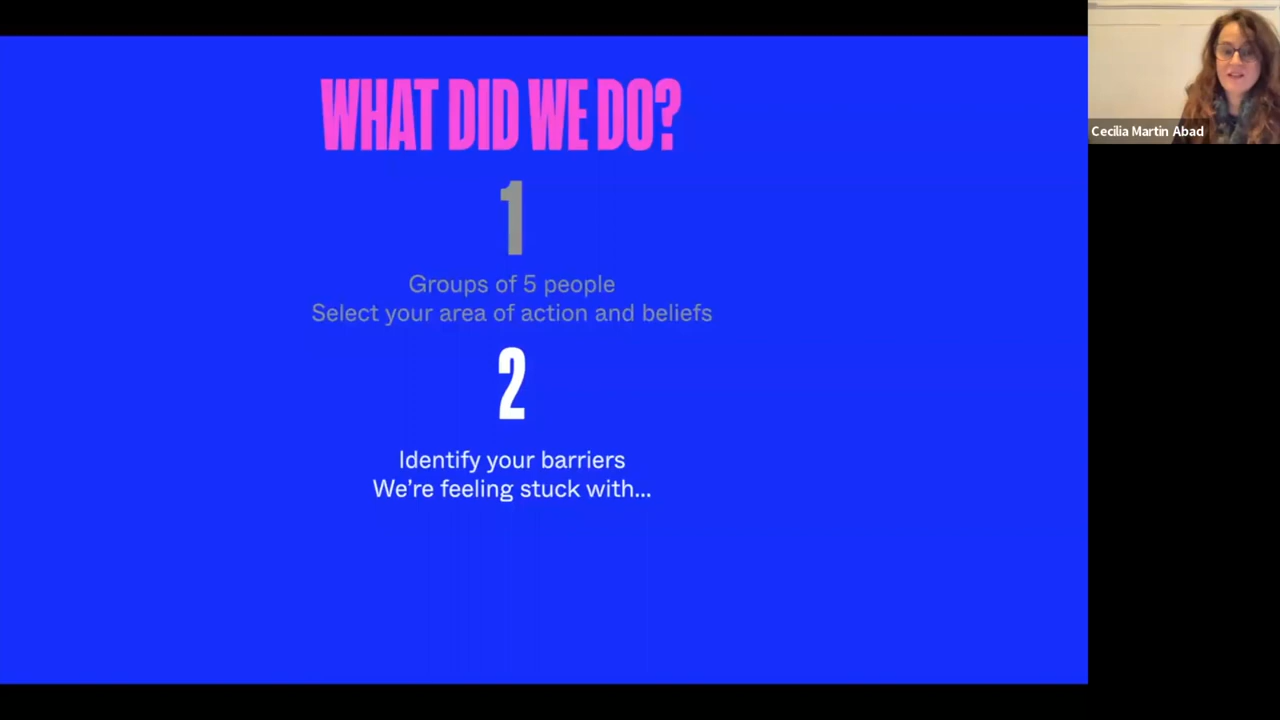 WHAT DID WE DO?
1
Groups of 5 people
Select your area of action and beliefs
2
Identify your barriers
We're feeling stuck with...
Cecilia Martin Abad